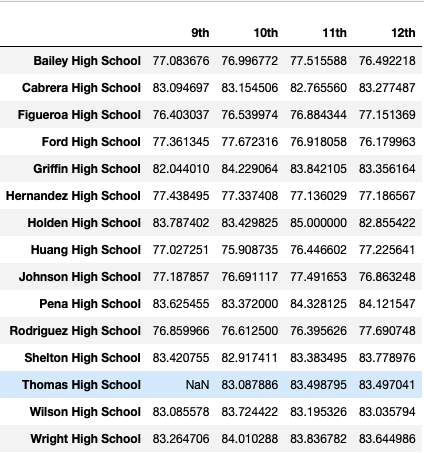 9th 10th 11th 12th
Bailey High School 77.083676 76.996772 77.515588 76.492218
Cabrera High School 83.094697 83.154506 82.765560 83.277487
Figueroa High School 76.403037 76.539974 76.884344 77.151369
Ford High School 77.361345 77.672316 76.918058 76.179963
Griffin High School 82.044010 84.229064 83.842105 83.356164
Hernandez High School 77.438495 77.337408 77.136029 77.186567
Holden High School 83.787402 83.429825 85.000000 82.855422
Huang High School 77.027251 75.908735 76.446602 77.225641
Johnson High School 77.187857 76.691117 77.491653 76.863248
Pena High School 83.625455 83.372000 84.328125 84.121547
Rodriguez High School 76.859966 76.612500 76.395626 77.690748
Shelton High School 83.420755 82.917411 83.383495 83.778976
Thomas High School NaN 83.087886 83.498795 83.497041
Wilson High School 83.085578 83.724422 83.195326 83.035794
Wright High School 83.264706 84.010288 83.836782 83.644986